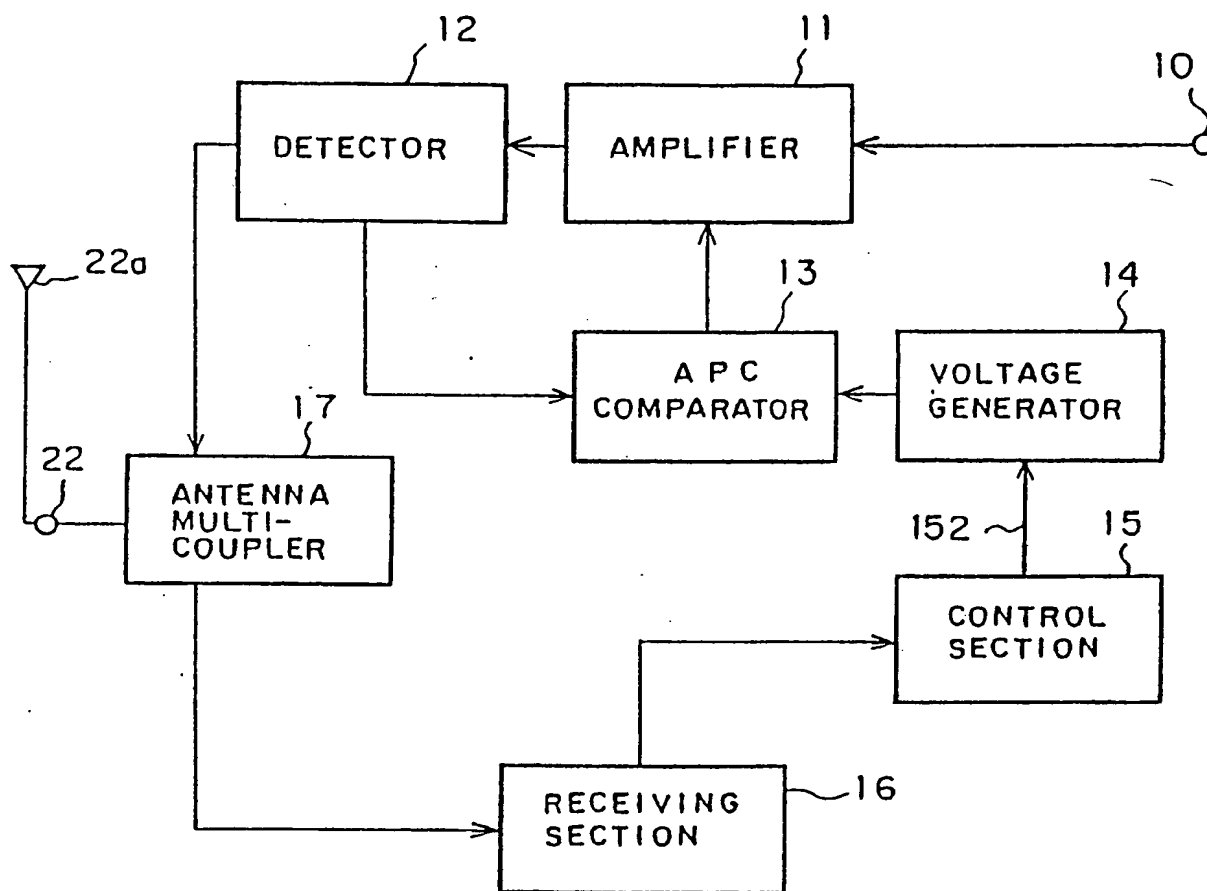 12
11
10
DETECTOR
AMPLIFIER
22a
13
14
A P C
COMPARATOR
VOLTAGE
GENERATOR
17
22
ANTENNA
MULTI-
COUPLER
152
15
CONTROL
SECTION
RECEIVING
SECTION
16